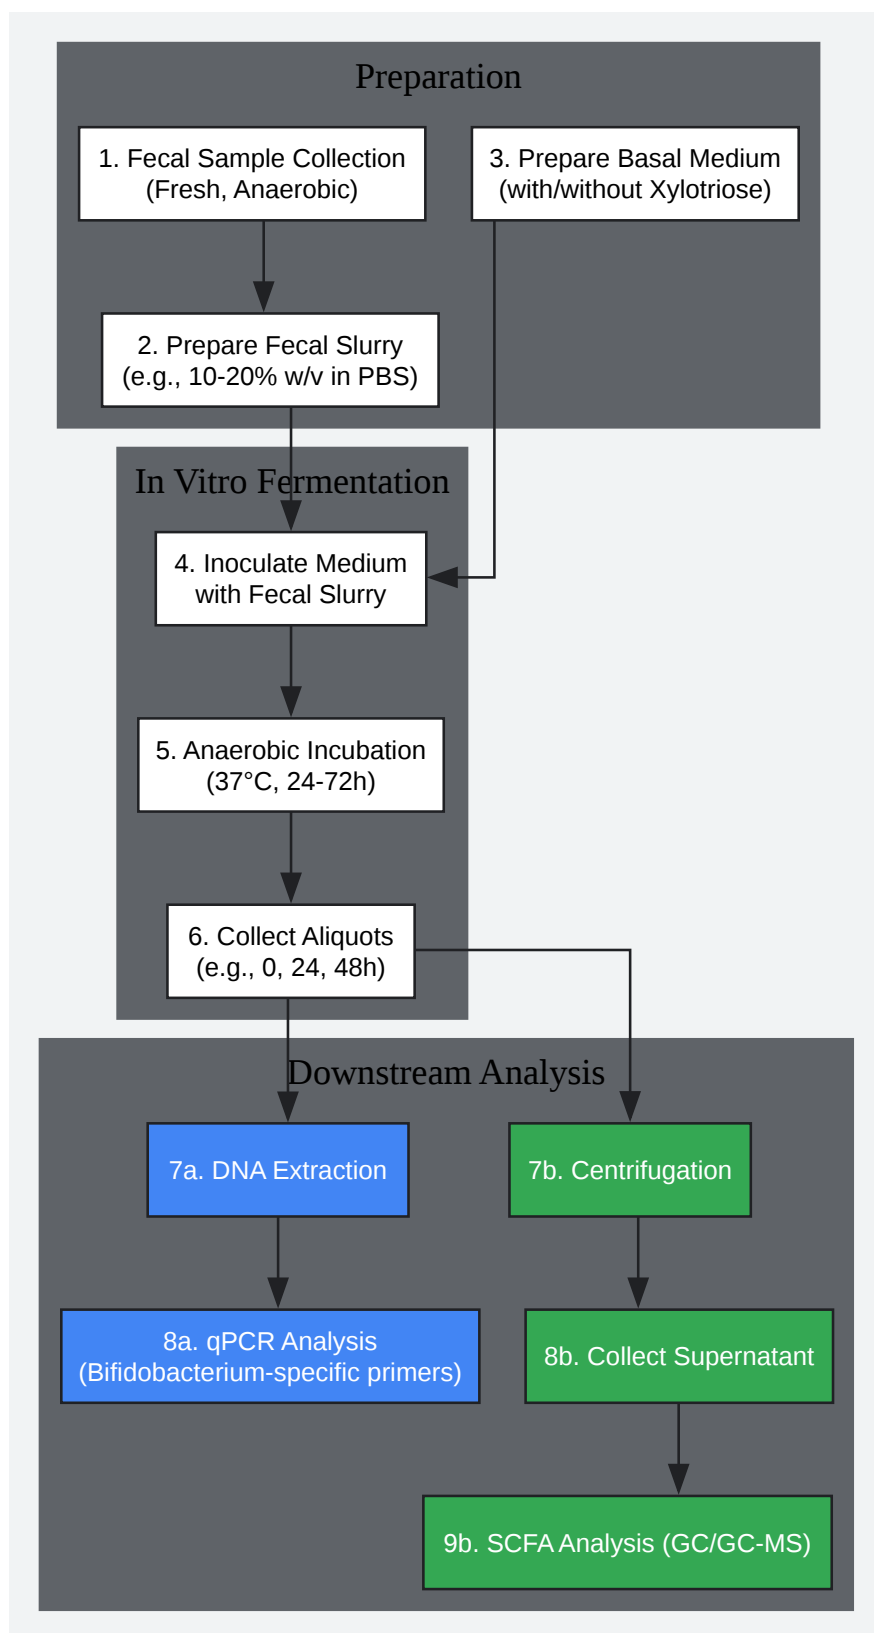 Preparation
1. Fecal Sample Collection
(Fresh, Anaerobic)
3. Prepare Basal Medium
(with/without Xylotriose)
2. Prepare Fecal Slurry
(e.g., 10-20% w/v in PBS)
In Vitro Fermentation
4. Inoculate Medium
with Fecal Slurry
5. Anaerobic Incubation
(37°C, 24-72h)
6. Collect Aliquots
(e.g., 0, 24, 48h)
Downstream Analysis
7a. DNA Extraction
7b. Centrifugation
8a. qPCR Analysis
(Bifidobacterium-specific primers)
8b. Collect Supernatant
9b. SCFA Analysis (GC/GC-MS)